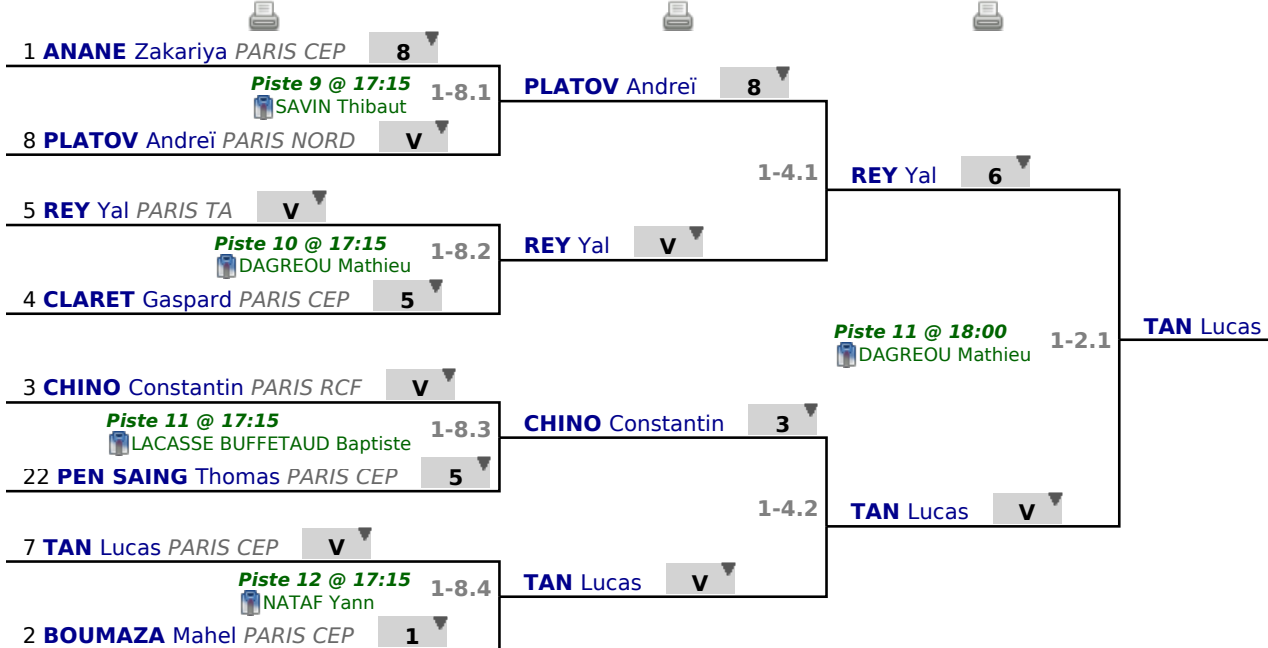 1 ANANE Zakariya PARIS CEP 8
Piste 9 @ 17:15
SAVIN Thibaut
1-8.1
8 PLATOV Andreï PARIS NORD V
5 REY Yal PARIS TA V
Piste 10 @ 17:15
DAGREOU Mathieu
1-8.2
4 CLARET Gaspard PARIS CEP 5
3 CHINO Constantin PARIS RCF V
Piste 11 @ 17:15
LACASSE BUFFETAUD Baptiste
1-8.3
22 PEN SAING Thomas PARIS CEP 5
7 TAN Lucas PARIS CEP V
Piste 12 @ 17:15
NATAF Yann
1-8.4
2 BOUMAZA Mahel PARIS CEP 1
PLATOV Andreï 8
1-4.1
REY Yal V
CHINO Constantin 3
1-4.2
TAN Lucas V
REY Yal 6
Piste 11 @ 18:00
DAGREOU Mathieu
1-2.1
TAN Lucas V
TAN Lucas